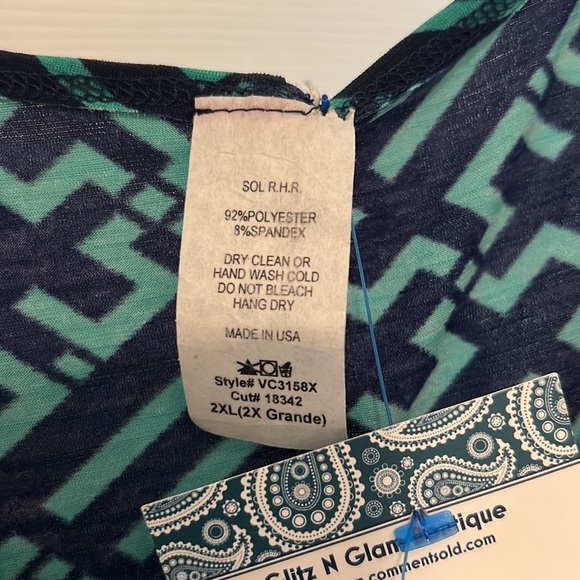 SOL R.H.R.
92%POLYESTER
8%SPANDEX
DRY CLEAN OR
HAND WASH COLD
DO NOT BLEACH
HANG DRY
MADE IN USA
Style# VC3158X
Cut# 18342
2XL(2X Grande)
Glitz N Glam
commentsold.com